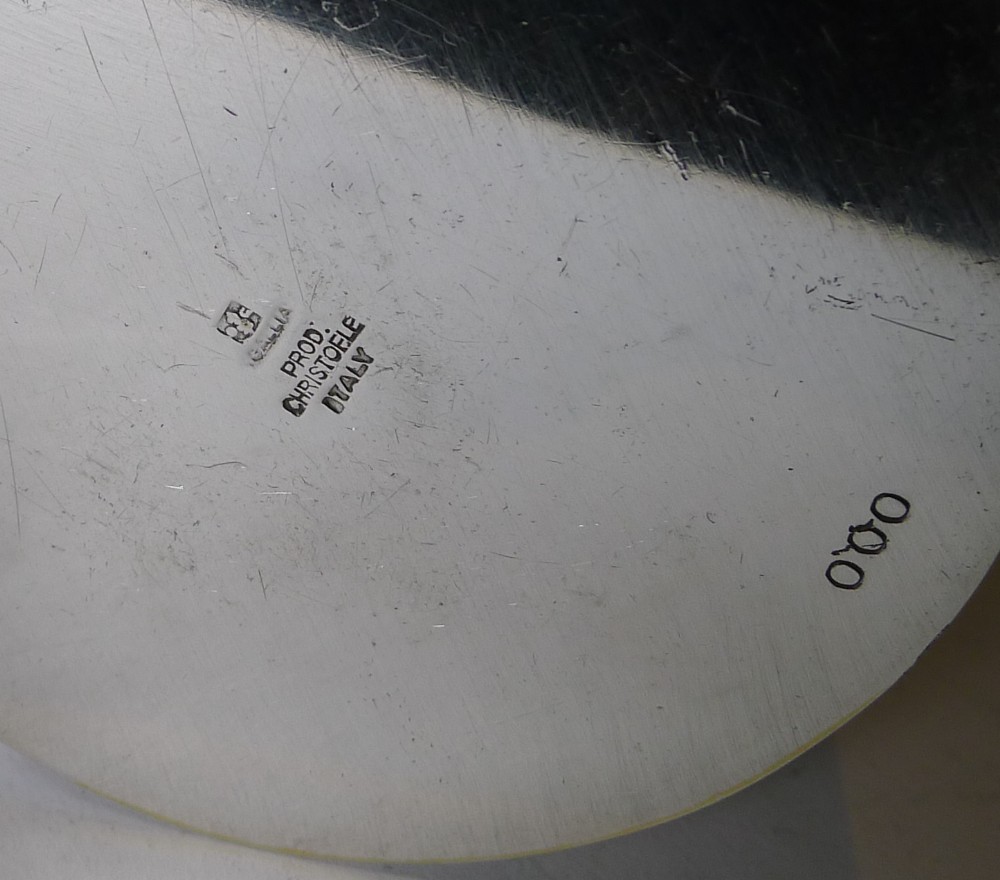 PROD.
CHRISTOFLE
ITALY
000